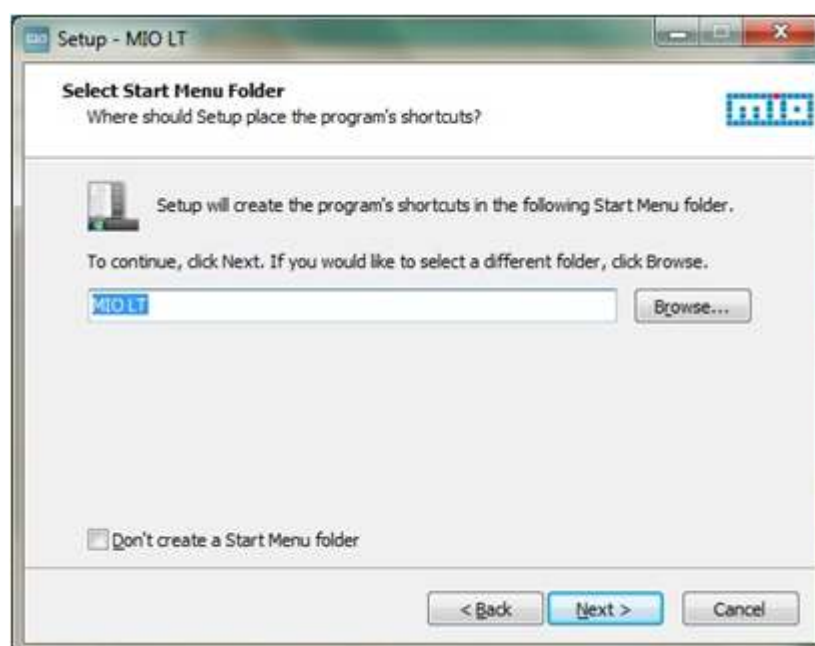 Setup - MIO LT
Select Start Menu Folder
Where should Setup place the program's shortcuts?
mio
Setup will create the program's shortcuts in the following Start Menu folder.
To continue, click Next. If you would like to select a different folder, click Browse.
MIO LT
Browse...
Don't create a Start Menu folder
< Back
Next >
Cancel